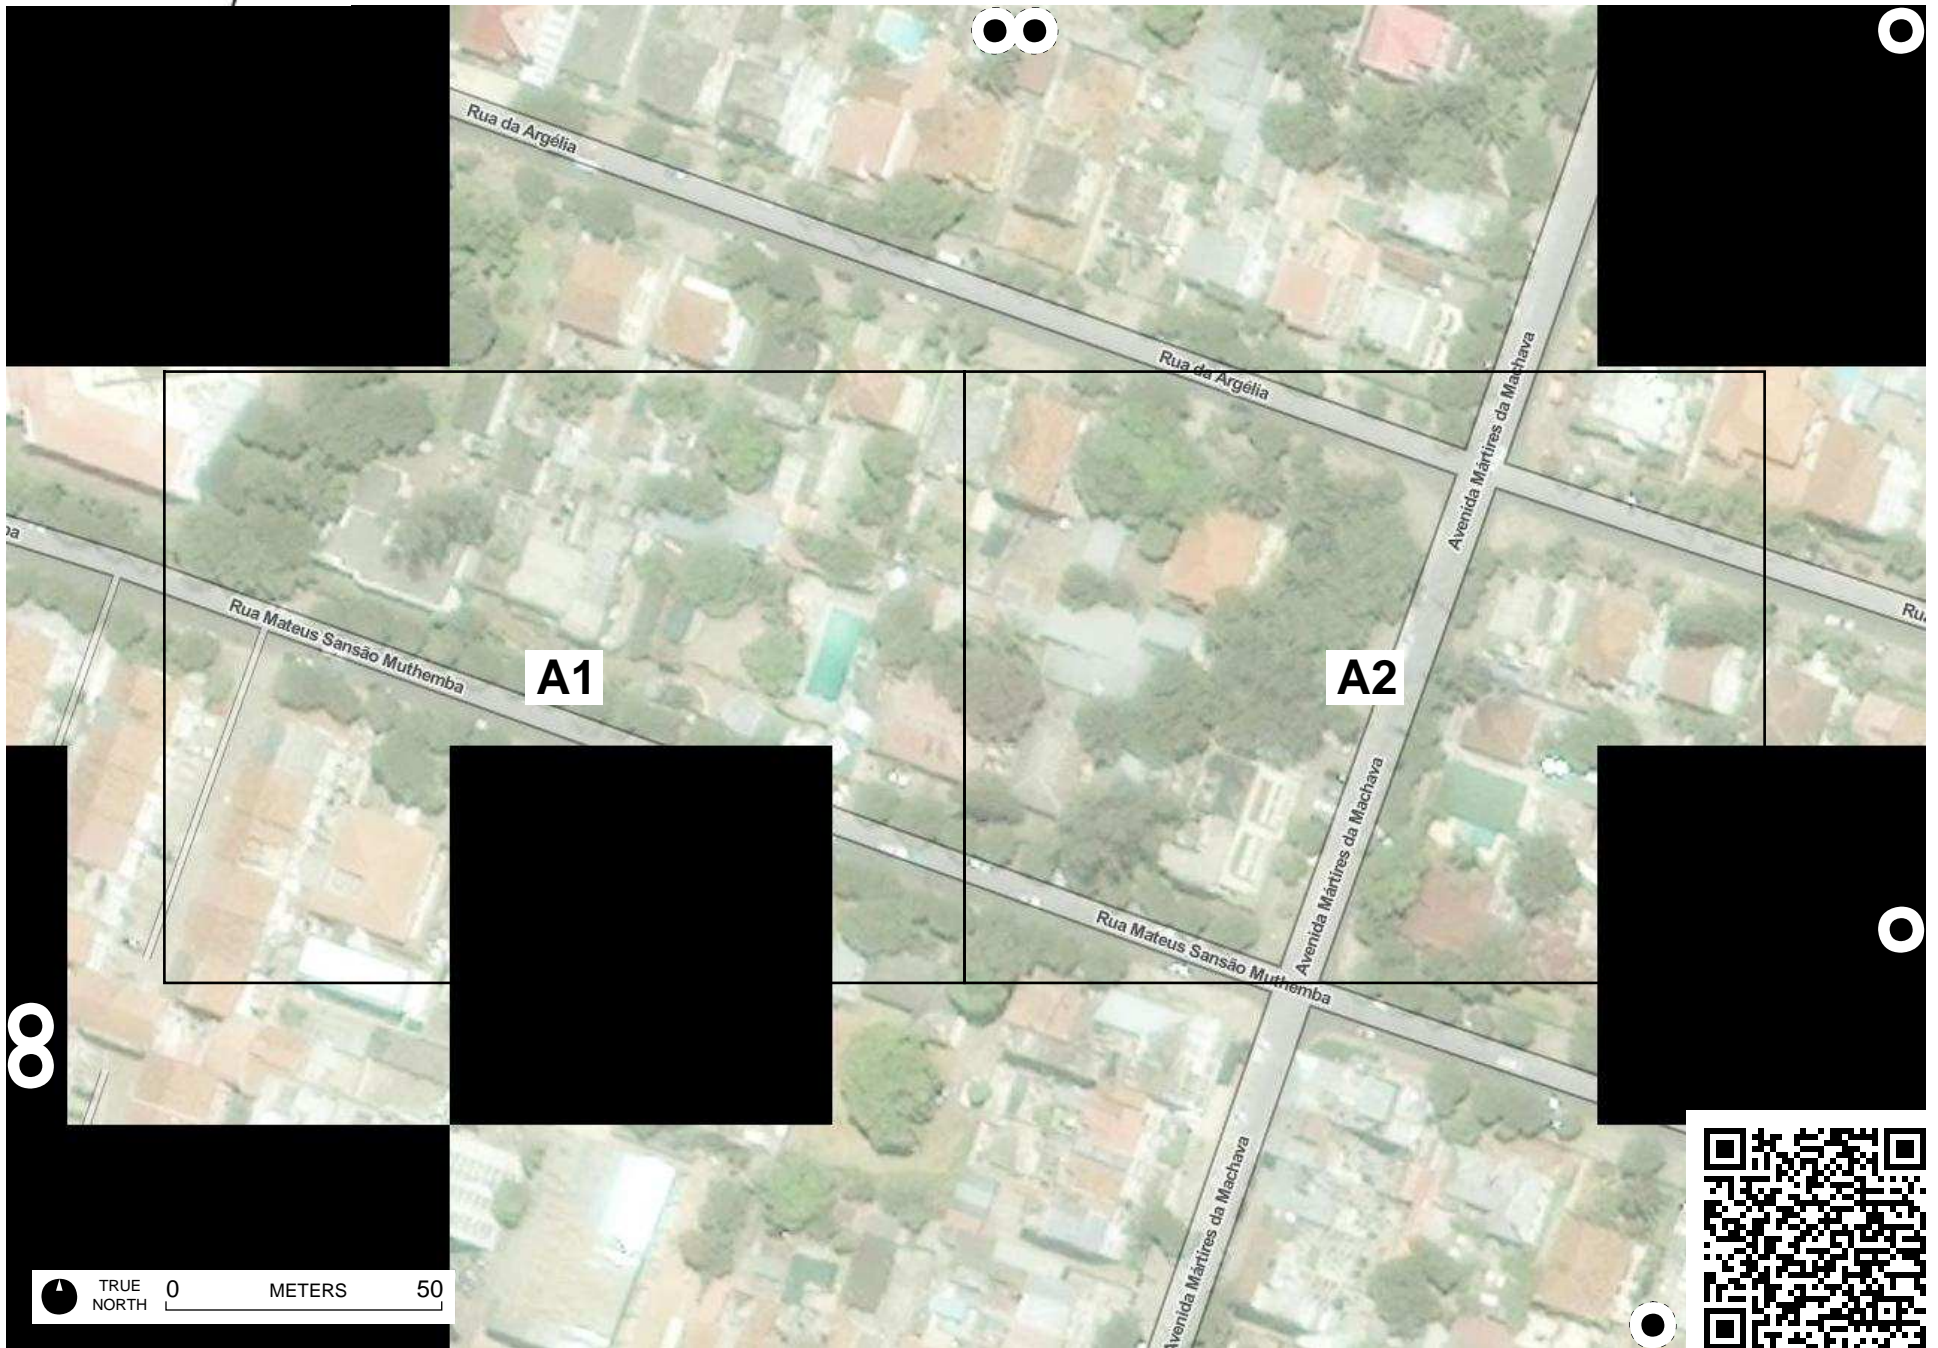 Rua da Argélia
Rua da Argélia
Avenida Mártires da Machava
Rua Mateus Sansão Muthemba
A1
A2
Avenida Mártires da Machava
Rua Mateus Sansão Muthemba
Avenida Mártires da Machava
TRUE NORTH
0 METERS 50